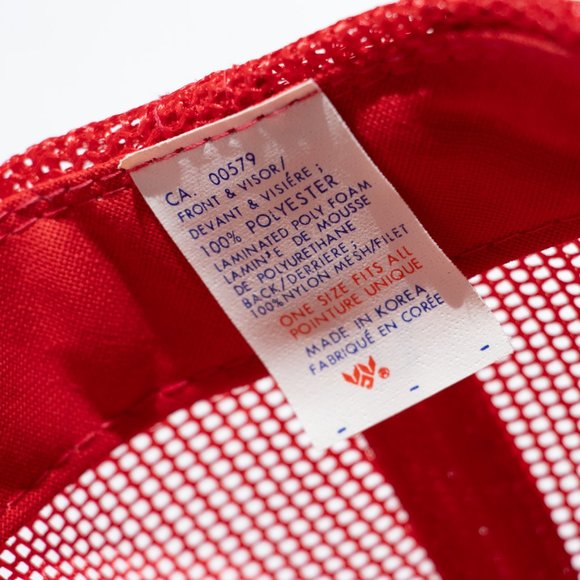 CA. 00579
FRONT & VISOR/
DEVANT & VISIÈRE;
100% POLYESTER
LAMINATED POLY FOAM
LAMIN'E DE MOUSSE
DE POLYURETHANE
BACK/DERRIERE;
100%NYLON MESH/FILET
ONE SIZE FITS ALL
POINTURE UNIQUE
MADE IN KOREA
FABRIQUÉ EN CORÉE
®